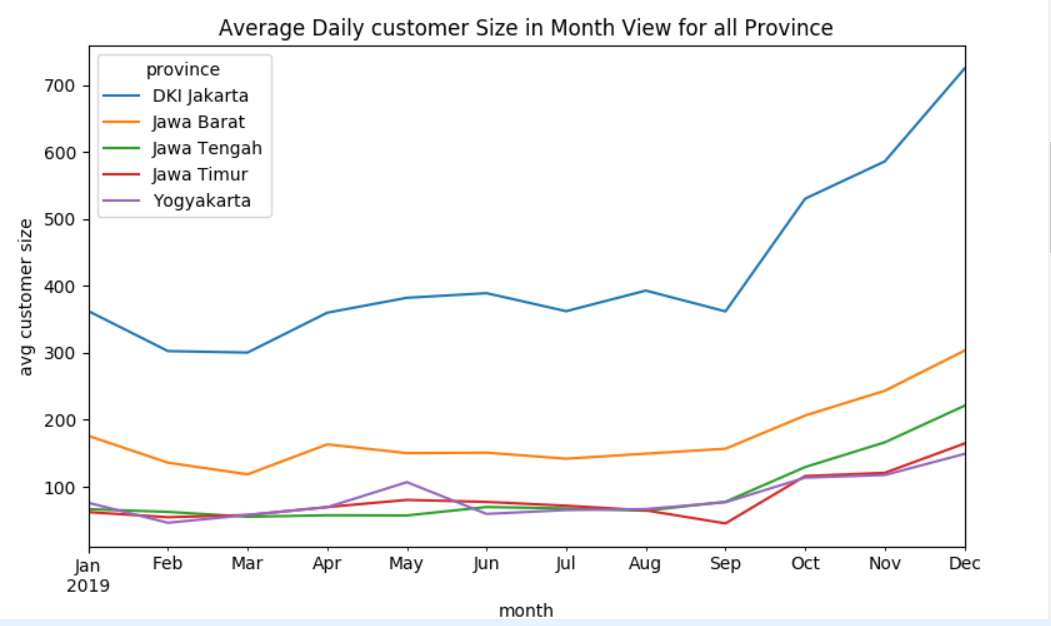 Average Daily customer Size in Month View for all Province
province
DKI Jakarta
Jawa Barat
Jawa Tengah
Jawa Timur
Yogyakarta
avg customer size
700
600
500
400
300
200
100
Jan Feb Mar Apr May Jun Jul Aug Sep Oct Nov Dec
2019
month